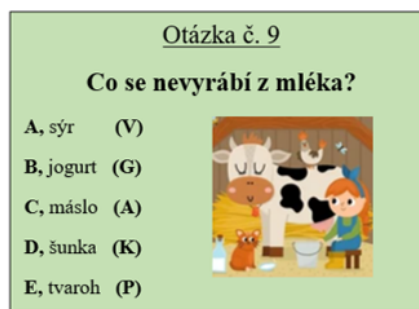 Otázka č. 9
Co se nevyrábí z mléka?
A, sýr (V)
B, jogurt (G)
C, máslo (A)
D, šunka (K)
E, tvaroh (P)